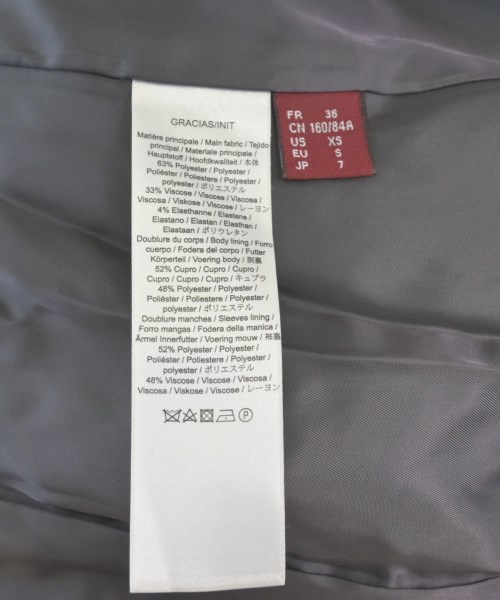 GRACIAS/INIT
Matière principale / Main fabric / Tejido
principal / Materiale principale /
Hauptstoff / Hoofdkwaliteit / 本体
63% Polyester / Polyester /
Poliéster / Poliestere / Polyester /
polyester / ポリエステル
33% Viscose / Viscose / Viscosa /
Viscosa / Viskose / Viscose / レーヨン
4% Elasthanne / Elastane /
Elastano / Elastan / Elasthan /
Elastaan / ポリウレタン
Doublure du corps / Body lining / Forro
cuerpo / Fodera del corpo / Futter
Körperteil / Voering body / 胴裏
52% Cupro / Cupro / Cupro /
Cupro / Cupro / Cupro / キュプラ
48% Polyester / Polyester /
Poliéster / Poliestere / Polyester /
polyester / ポリエステル
Doublure manches / Sleeves lining /
Forro mangas / Fodera della manica /
Ärmel Innerfutter / Voering mouw / 袖裏
52% Polyester / Polyester /
Poliéster / Poliestere / Polyester /
polyester / ポリエステル
48% Viscose / Viscose / Viscosa /
Viscosa / Viskose / Viscose / レーヨン
P
FR 36
CN 160/84A
US XS
EU S
JP 7